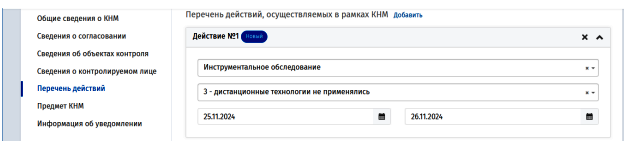 Общие сведения о КНМ
Сведения о согласовании
Сведения об объектах контроля
Сведения о контролируемом лице
Перечень действий
Предмет КНМ
Информация об уведомлении
Перечень действий, осуществляемых в рамках КНМ Добавить
Действие №1 Новый
Инструментальное обследование
3 - дистанционные технологии не применялись
25.11.2024 26.11.2024